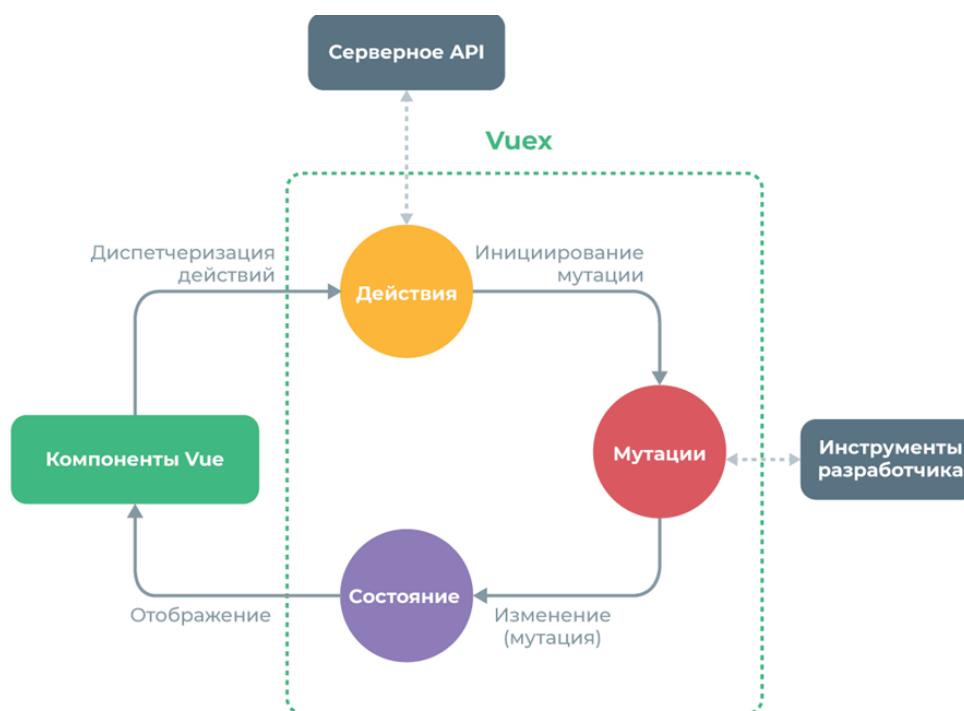 Серверное API
Vuex
Диспетчеризация
действий
Инициирование
мутации
Действия
Компоненты Vue
Мутации
Инструменты
разработчика
Состояние
Отображение
Изменение
(мутация)